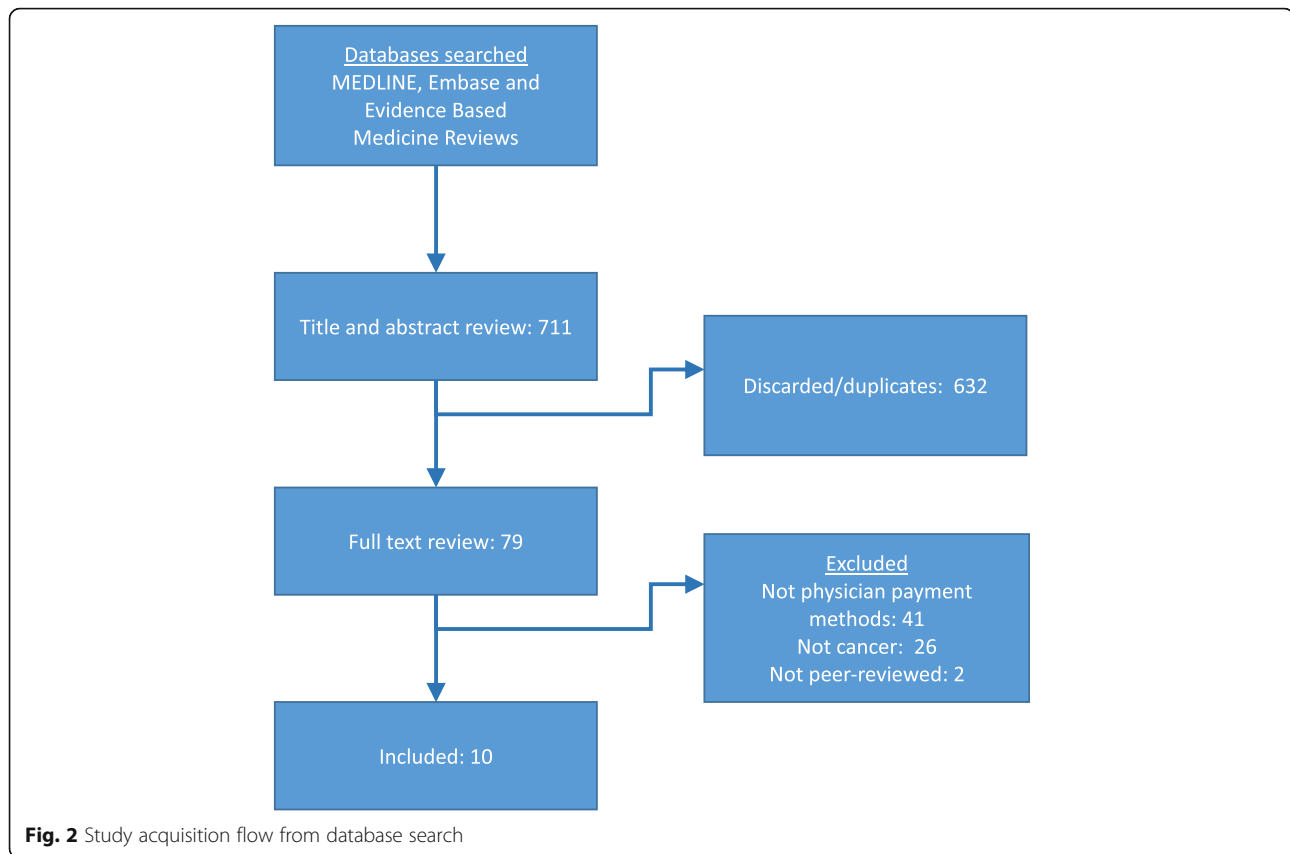 Databases searched
MEDLINE, Embase and
Evidence Based
Medicine Reviews
Title and abstract review: 711
Discarded/duplicates: 632
Full text review: 79
Excluded
Not physician payment
methods: 41
Not cancer: 26
Not peer-reviewed: 2
Included: 10
Fig. 2 Study acquisition flow from database search